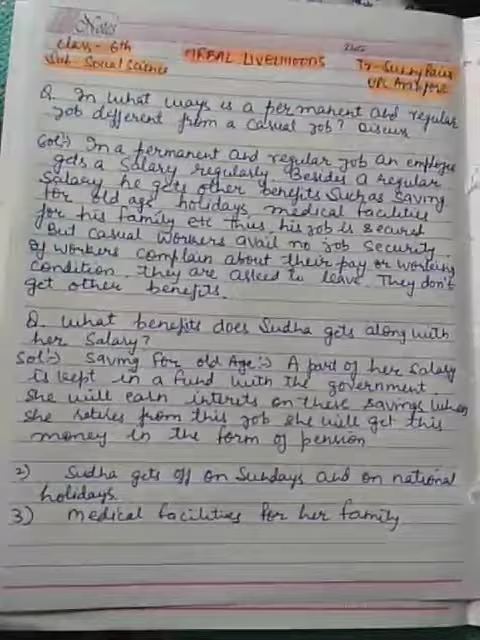 Notes
Class - 6th
Sub - Social Science
URBAL LIVELIHOODS
Date
Tr - Sunny Raies
Q. In what ways is a permanent and regular
job different from a casual job? Discuss
Sol:) In a permanent and regular job an employee
gets a salary regularly. Besides a regular
salary he gets other benefits such as saving
for old age holidays, medical facilities
for his family etc thus his job is secured
But casual workers avail no job security.
If workers complain about their pay or working
condition. they are asked to leave. They don't
get other benefits.
Q. What benefits does Sudha gets along with
her salary?
Sol:) saving for old Age:) A part of her salary
is kept in a fund with the government.
She will earn interets on these savings when
she retires from this job she will get this
money in the form of pension
2) Sudha gets off on Sundays and on national
holidays.
3) medical facilities for her family